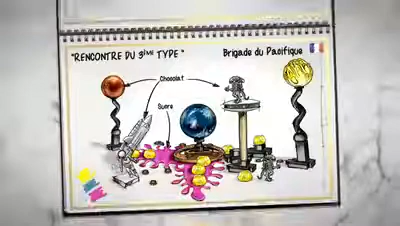 "RENCONTRE DU 3ÈME TYPE"
Brigade du Pacifique
Chocolat
Sucre